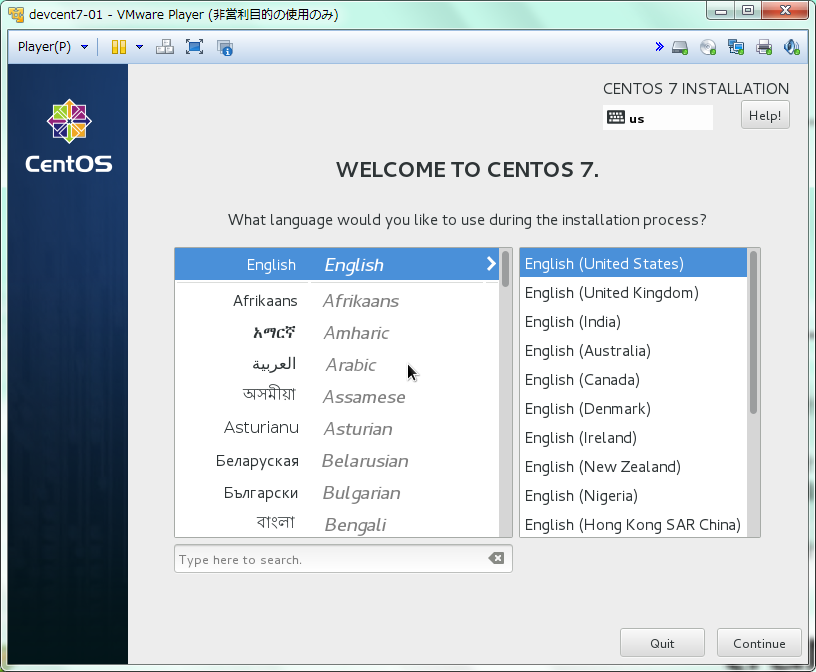 devcent7-01 - VMware Player (非営利目的の使用のみ)
Player(P)
CentOS
CENTOS 7 INSTALLATION
us
Help!
WELCOME TO CENTOS 7.
What language would you like to use during the installation process?
English English
Afrikaans Afrikaans
አማርኛ Amharic
العربية Arabic
অসমীয়া Assamese
Asturianu Asturian
Беларуская Belarusian
Български Bulgarian
বাংলা Bengali
English (United States)
English (United Kingdom)
English (India)
English (Australia)
English (Canada)
English (Denmark)
English (Ireland)
English (New Zealand)
English (Nigeria)
English (Hong Kong SAR China)
Type here to search.
Quit
Continue